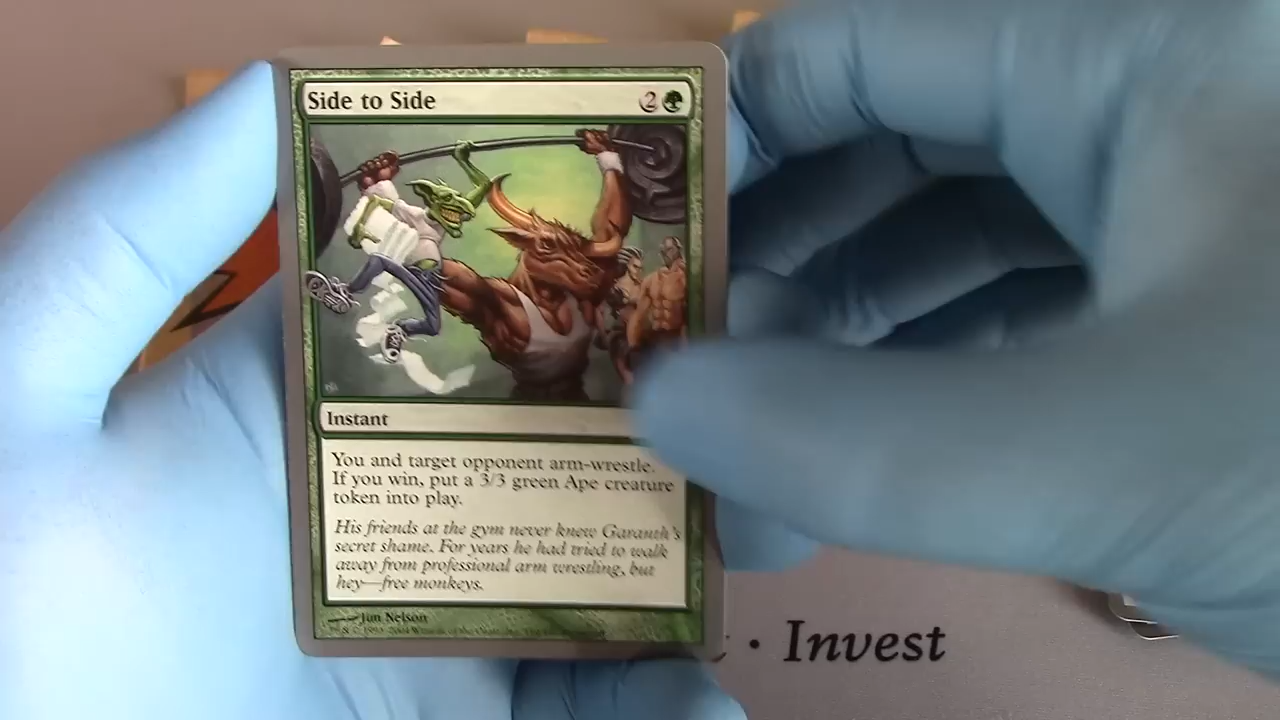 Side to Side 2
Instant
You and target opponent arm-wrestle.
If you win, put a 3/3 green Ape creature
token into play.
His friends at the gym never knew Garanth's
secret shame. For years he had tried to walk
away from professional arm wrestling, but
hey—free monkeys.
Jim Nelson
· Invest